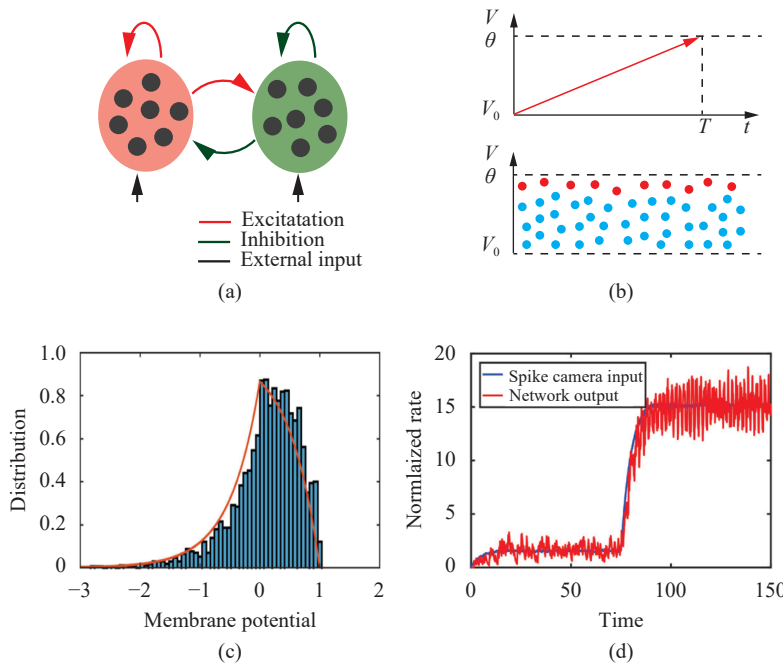 Excitatation
Inhibition
External input
(a)
V
θ
V0
T
t
V
θ
V0
(b)
1.0
0.8
0.6
0.4
0.2
0
−3
−2
−1
0
1
2
Distribution
Membrane potential
(c)
20
15
10
5
0
0
50
100
150
Spike camera input
Network output
Normlaized rate
Time
(d)